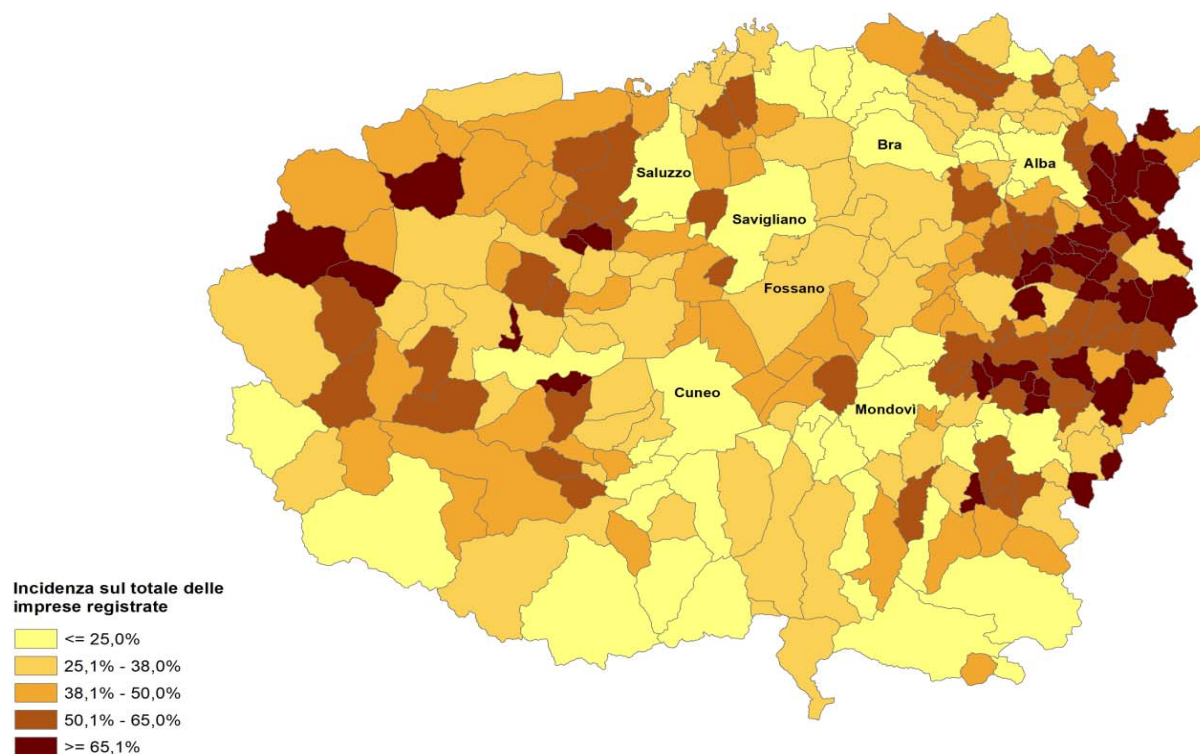 Bra
Alba
Saluzzo
Savigliano
Fossano
Cuneo
Mondovì
Incidenza sul totale delle
imprese registrate
<= 25,0%
25,1% - 38,0%
38,1% - 50,0%
50,1% - 65,0%
>= 65,1%